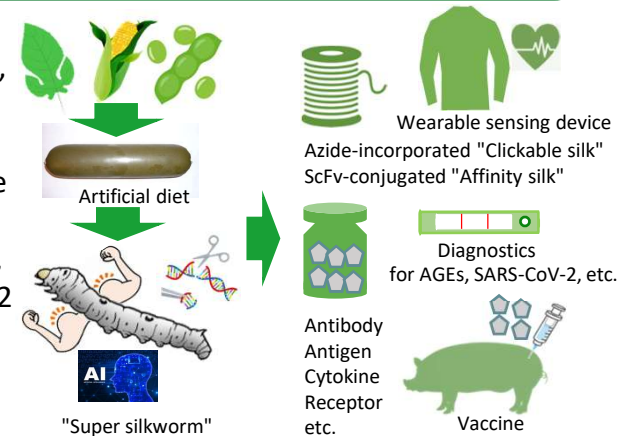 ,
e
.
2
Artificial diet
AI
"Super silkworm"
Wearable sensing device
Azide-incorporated "Clickable silk"
ScFv-conjugated "Affinity silk"
Diagnostics
for AGEs, SARS-CoV-2, etc.
Antibody
Antigen
Cytokine
Receptor
etc.
Vaccine